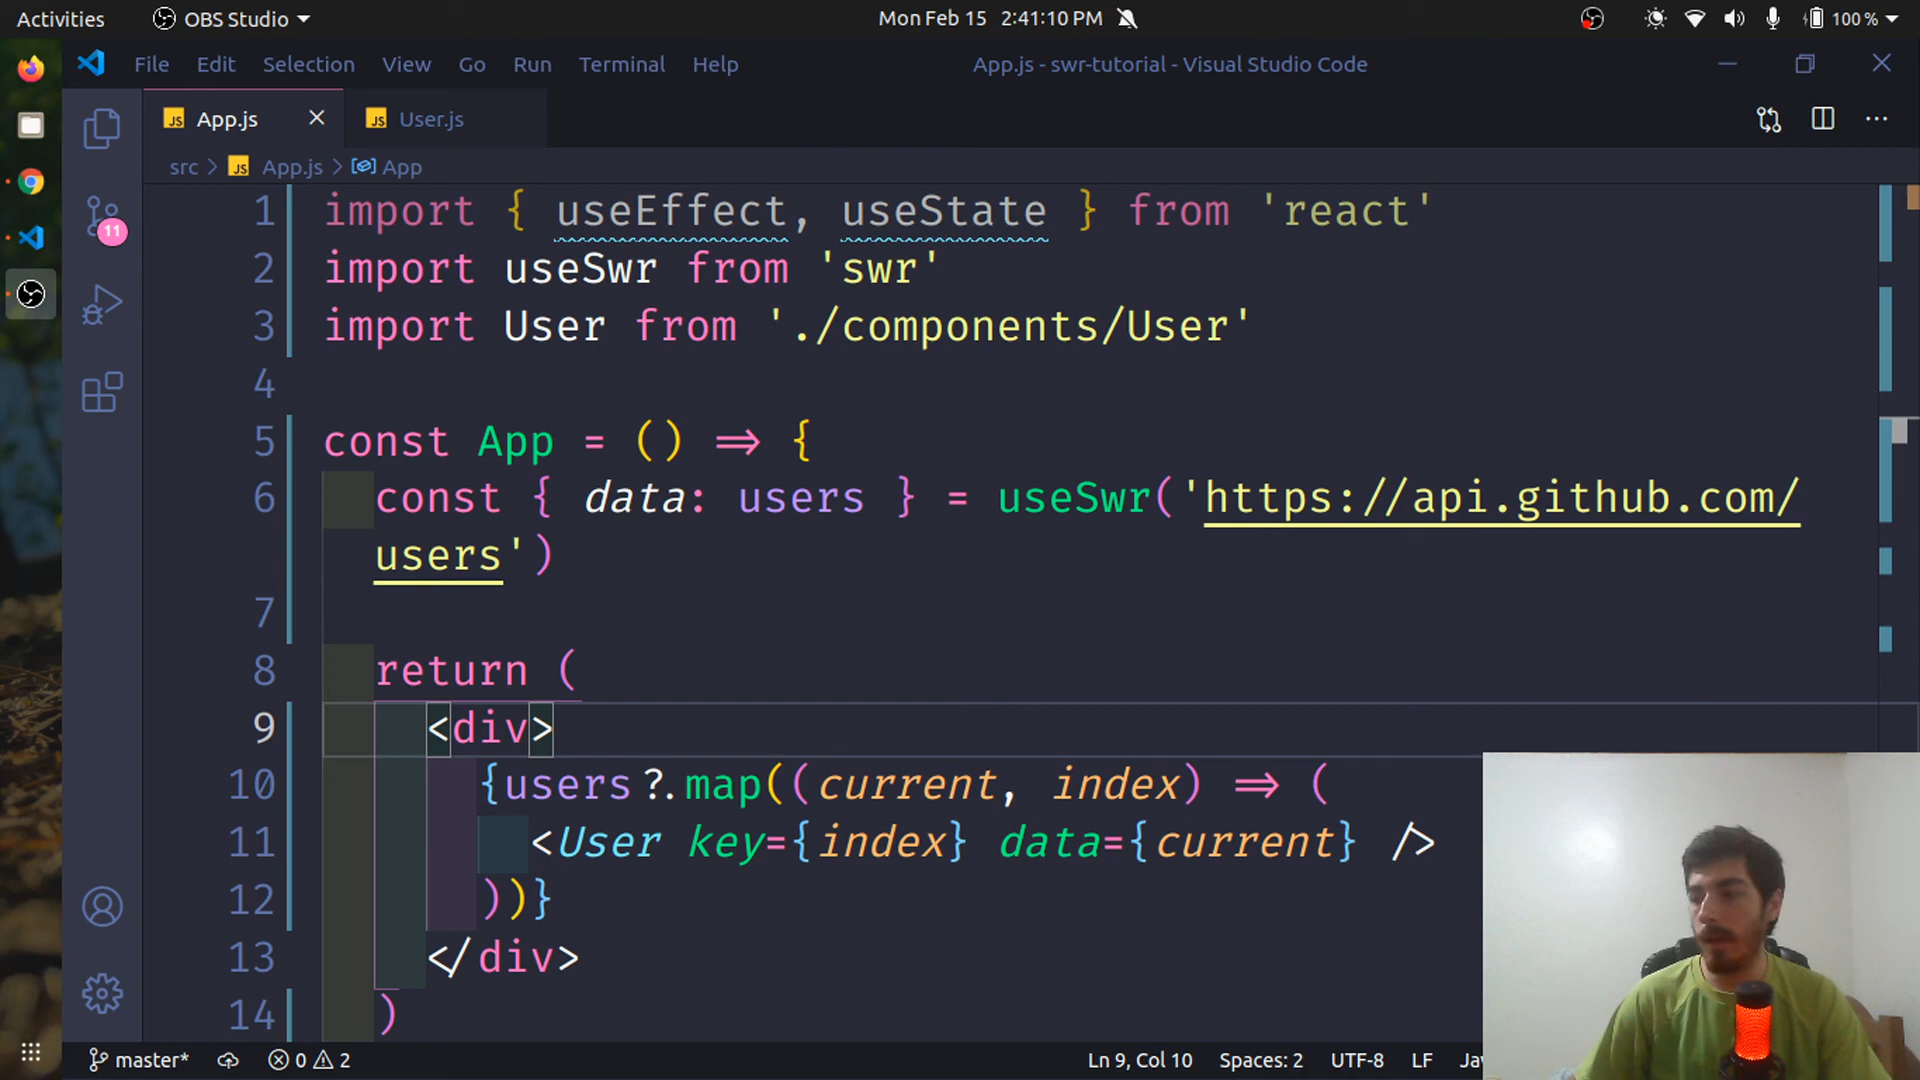 Activities
OBS Studio
Mon Feb 15 2:41:10 PM
100 %
File Edit Selection View Go Run Terminal Help
App.js - swr-tutorial - Visual Studio Code
JS App.js
JS User.js
src > JS App.js > App
11
1 import { useEffect, useState } from 'react'
2 import useSwr from 'swr'
3 import User from './components/User'
4
5 const App = () => {
6 const { data: users } = useSwr('https://api.github.com/
users')
7
8 return (
9 <div>
10 {users?.map((current, index) => (
11 <User key={index} data={current} />
12 ))}
13 </div>
14 )
master* 0 2
Ln 9, Col 10 Spaces: 2 UTF-8 LF